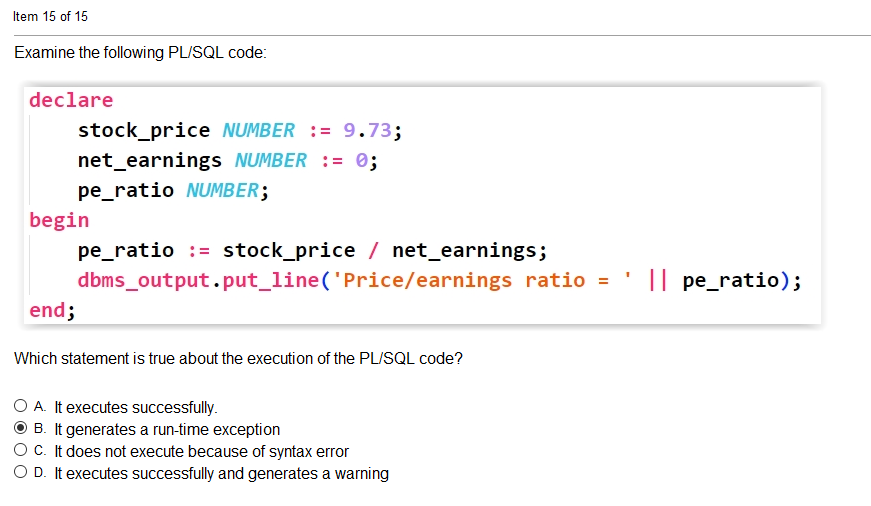 Item 15 of 15
Examine the following PL/SQL code:
declare
stock_price NUMBER := 9.73;
net_earnings NUMBER := 0;
pe_ratio NUMBER;
begin
pe_ratio := stock_price / net_earnings;
dbms_output.put_line('Price/earnings ratio = ' || pe_ratio);
end;
Which statement is true about the execution of the PL/SQL code?
A. It executes successfully.
B. It generates a run-time exception
C. It does not execute because of syntax error
D. It executes successfully and generates a warning